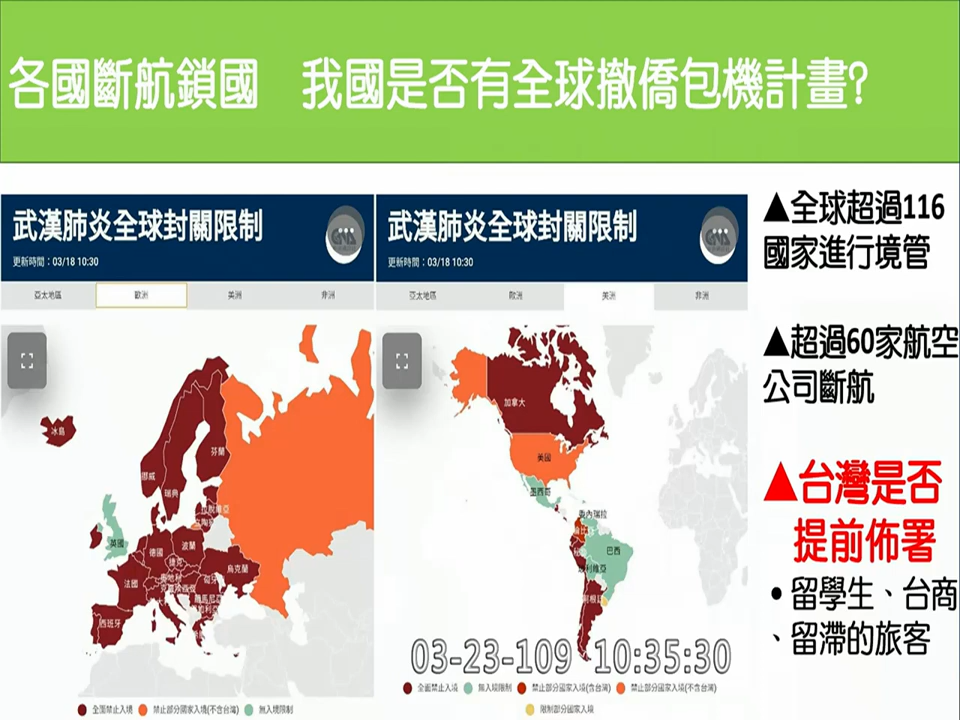 各國斷航鎖國　我國是否有全球撤僑包機計畫?
武漢肺炎全球封關限制
更新時間：03/18 10:30
亞太地區 歐洲 美洲 非洲
冰島
芬蘭
挪威
瑞典
英國
德國
波蘭
捷克
烏克蘭
法國
西班牙
全面禁止入境 禁止部分國家入境(不含台灣) 無入境限制
武漢肺炎全球封關限制
更新時間：03/18 10:30
亞太地區 歐洲 美洲 非洲
加拿大
美國
墨西哥
委內瑞拉
巴西
玻利維亞
03-23-109 10:35:30
全面禁止入境 無入境限制 禁止部分國家入境(含台灣) 禁止部分國家入境(不含台灣)
限制部分國家入境
▲全球超過116
國家進行境管
▲超過60家航空
公司斷航
▲台灣是否
提前佈署
•留學生、台商
、留滯的旅客